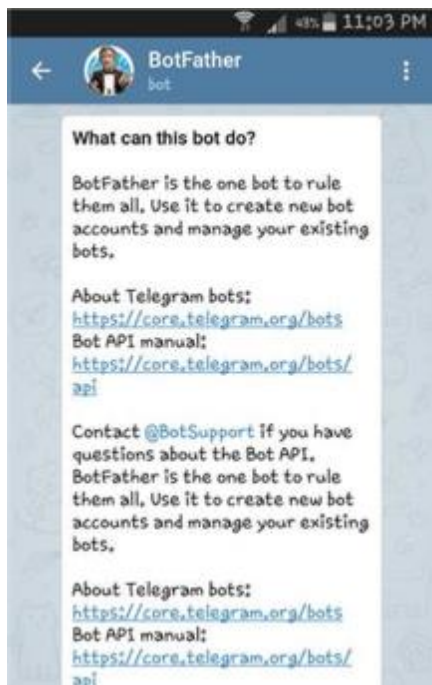 48% 11:03 PM
BotFather
bot
What can this bot do?
BotFather is the one bot to rule
them all. Use it to create new bot
accounts and manage your existing
bots.
About Telegram bots:
https://core.telegram.org/bots
Bot API manual:
https://core.telegram.org/bots/
api
Contact @BotSupport if you have
questions about the Bot API.
BotFather is the one bot to rule
them all. Use it to create new bot
accounts and manage your existing
bots.
About Telegram bots:
https://core.telegram.org/bots
Bot API manual:
https://core.telegram.org/bots/
api